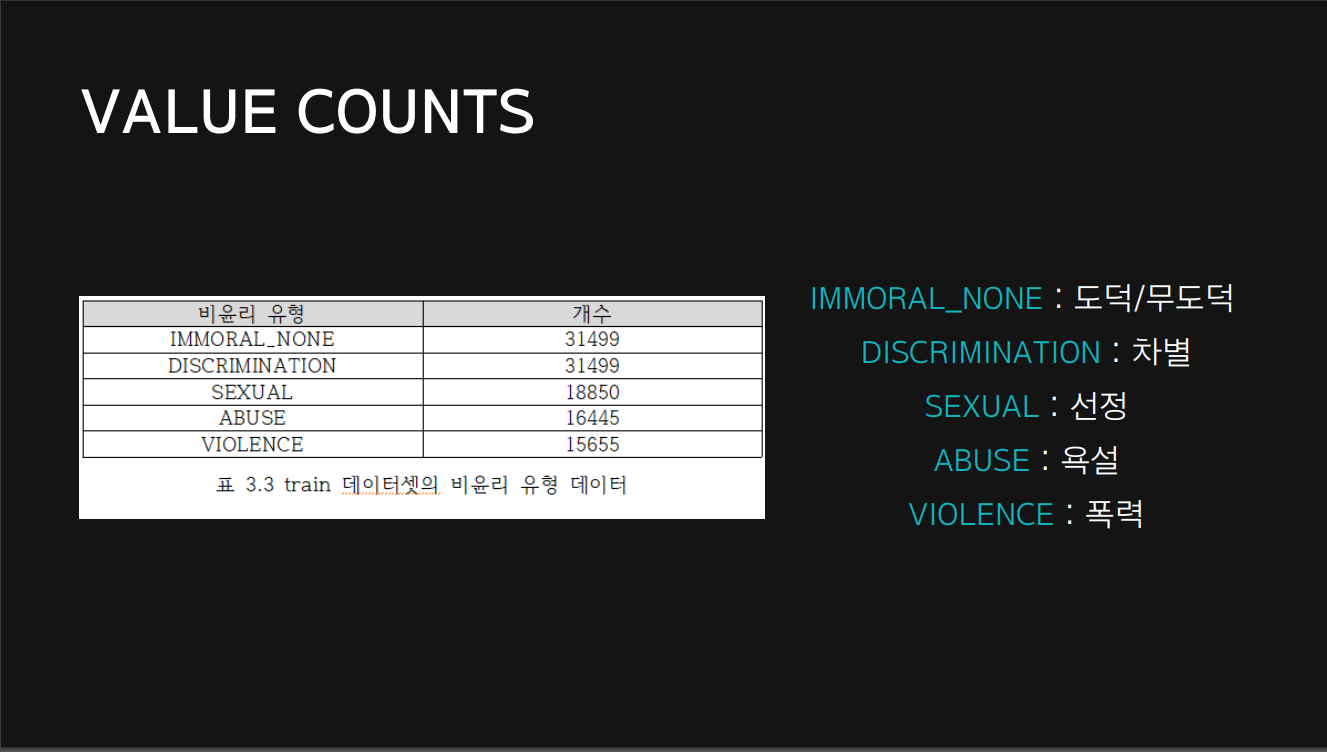 VALUE COUNTS
비윤리 유형 개수
IMMORAL_NONE 31499
DISCRIMINATION 31499
SEXUAL 18850
ABUSE 16445
VIOLENCE 15655
표 3.3 train 데이터셋의 비윤리 유형 데이터
IMMORAL_NONE : 도덕/무도덕
DISCRIMINATION : 차별
SEXUAL : 선정
ABUSE : 욕설
VIOLENCE : 폭력